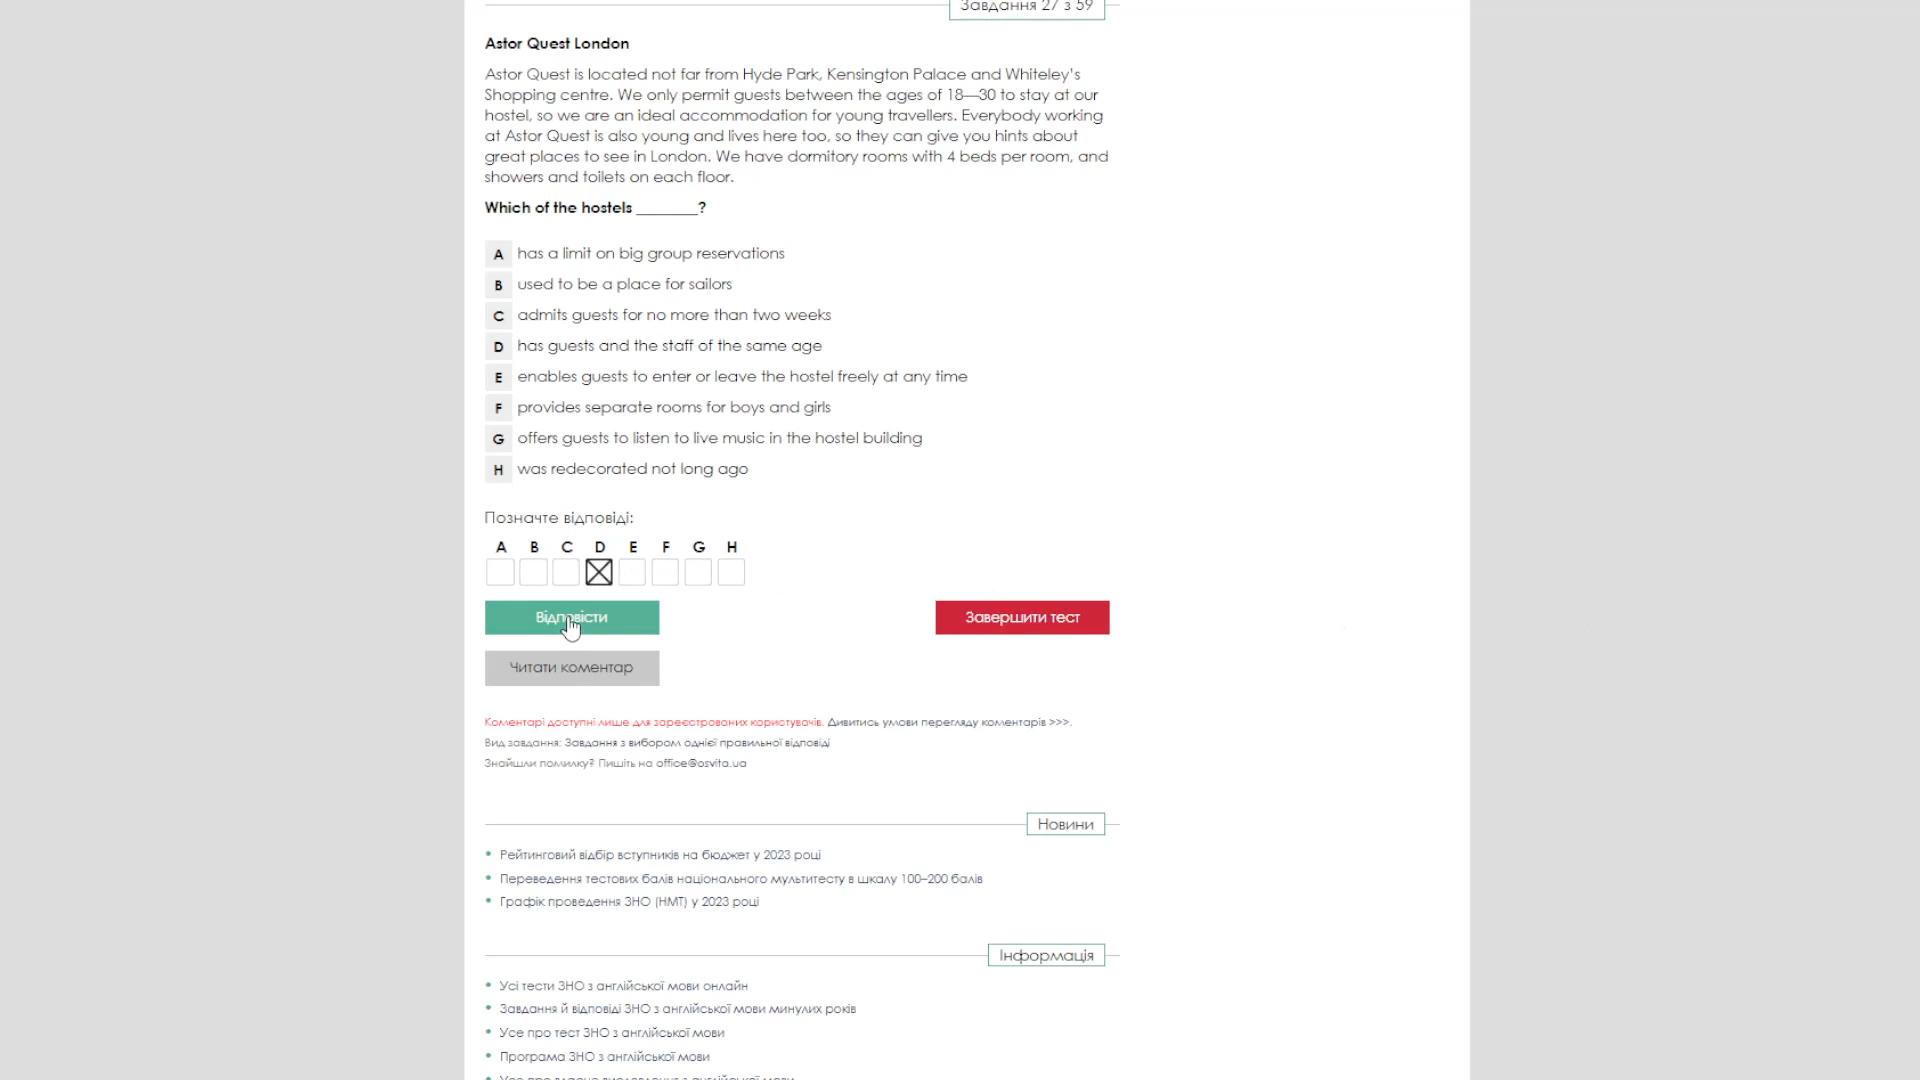 Завдання 27 з 59
Astor Quest London
Astor Quest is located not far from Hyde Park, Kensington Palace and Whiteley's
Shopping centre. We only permit guests between the ages of 18—30 to stay at our
hostel, so we are an ideal accommodation for young travellers. Everybody working
at Astor Quest is also young and lives here too, so they can give you hints about
great places to see in London. We have dormitory rooms with 4 beds per room, and
showers and toilets on each floor.
Which of the hostels ________?
A has a limit on big group reservations
B used to be a place for sailors
C admits guests for no more than two weeks
D has guests and the staff of the same age
E enables guests to enter or leave the hostel freely at any time
F provides separate rooms for boys and girls
G offers guests to listen to live music in the hostel building
H was redecorated not long ago
Позначте відповіді:
A B C D E F G H
Відповісти
Завершити тест
Читати коментар
Коментарі доступні лише для зареєстрованих користувачів. Дивитись умови перегляду коментарів >>>.
Вид завдання: Завдання з вибором однієї правильної відповіді
Знайшли помилку? Пишіть на office@osvita.ua
Новини
• Рейтинговий відбір вступників на бюджет у 2023 році
• Переведення тестових балів національного мультитесту в шкалу 100–200 балів
• Графік проведення ЗНО (НМТ) у 2023 році
Інформація
• Усі тести ЗНО з англійської мови онлайн
• Завдання й відповіді ЗНО з англійської мови минулих років
• Усе про тест ЗНО з англійської мови
• Програма ЗНО з англійської мови
• Усе про власне висловлення з англійської мови